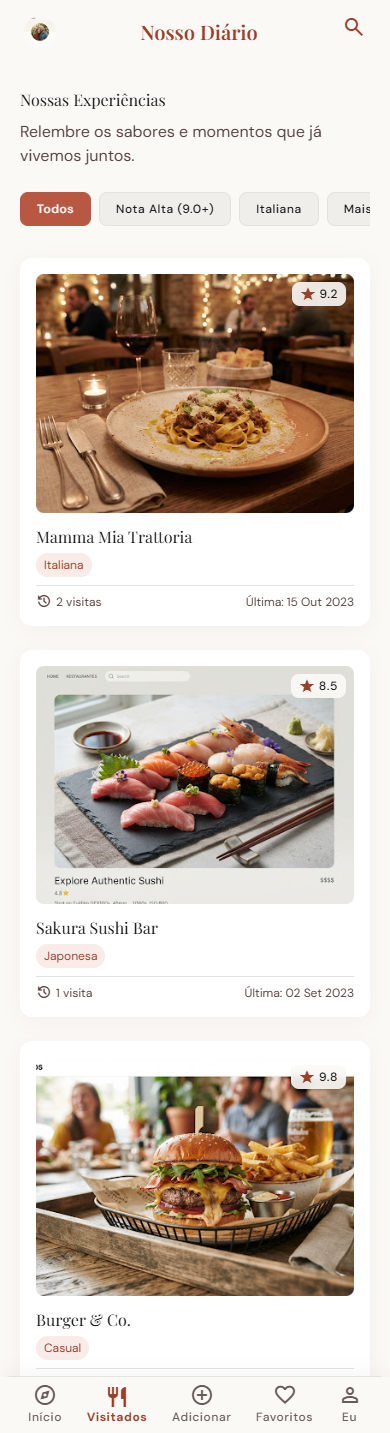 Nosso Diário
Nossas Experiências
Relembre os sabores e momentos que já
vivemos juntos.
Todos
Nota Alta (9.0+)
Italiana
Mais
9.2
Mamma Mia Trattoria
Italiana
2 visitas
Última: 15 Out 2023
HOME
RESTAURANTES
Search
8.5
Explore Authentic Sushi
$$$$
4.8
Sakura Sushi Bar
Japonesa
1 visita
Última: 02 Set 2023
os
9.8
Burger & Co.
Casual
Início
Visitados
Adicionar
Favoritos
Eu